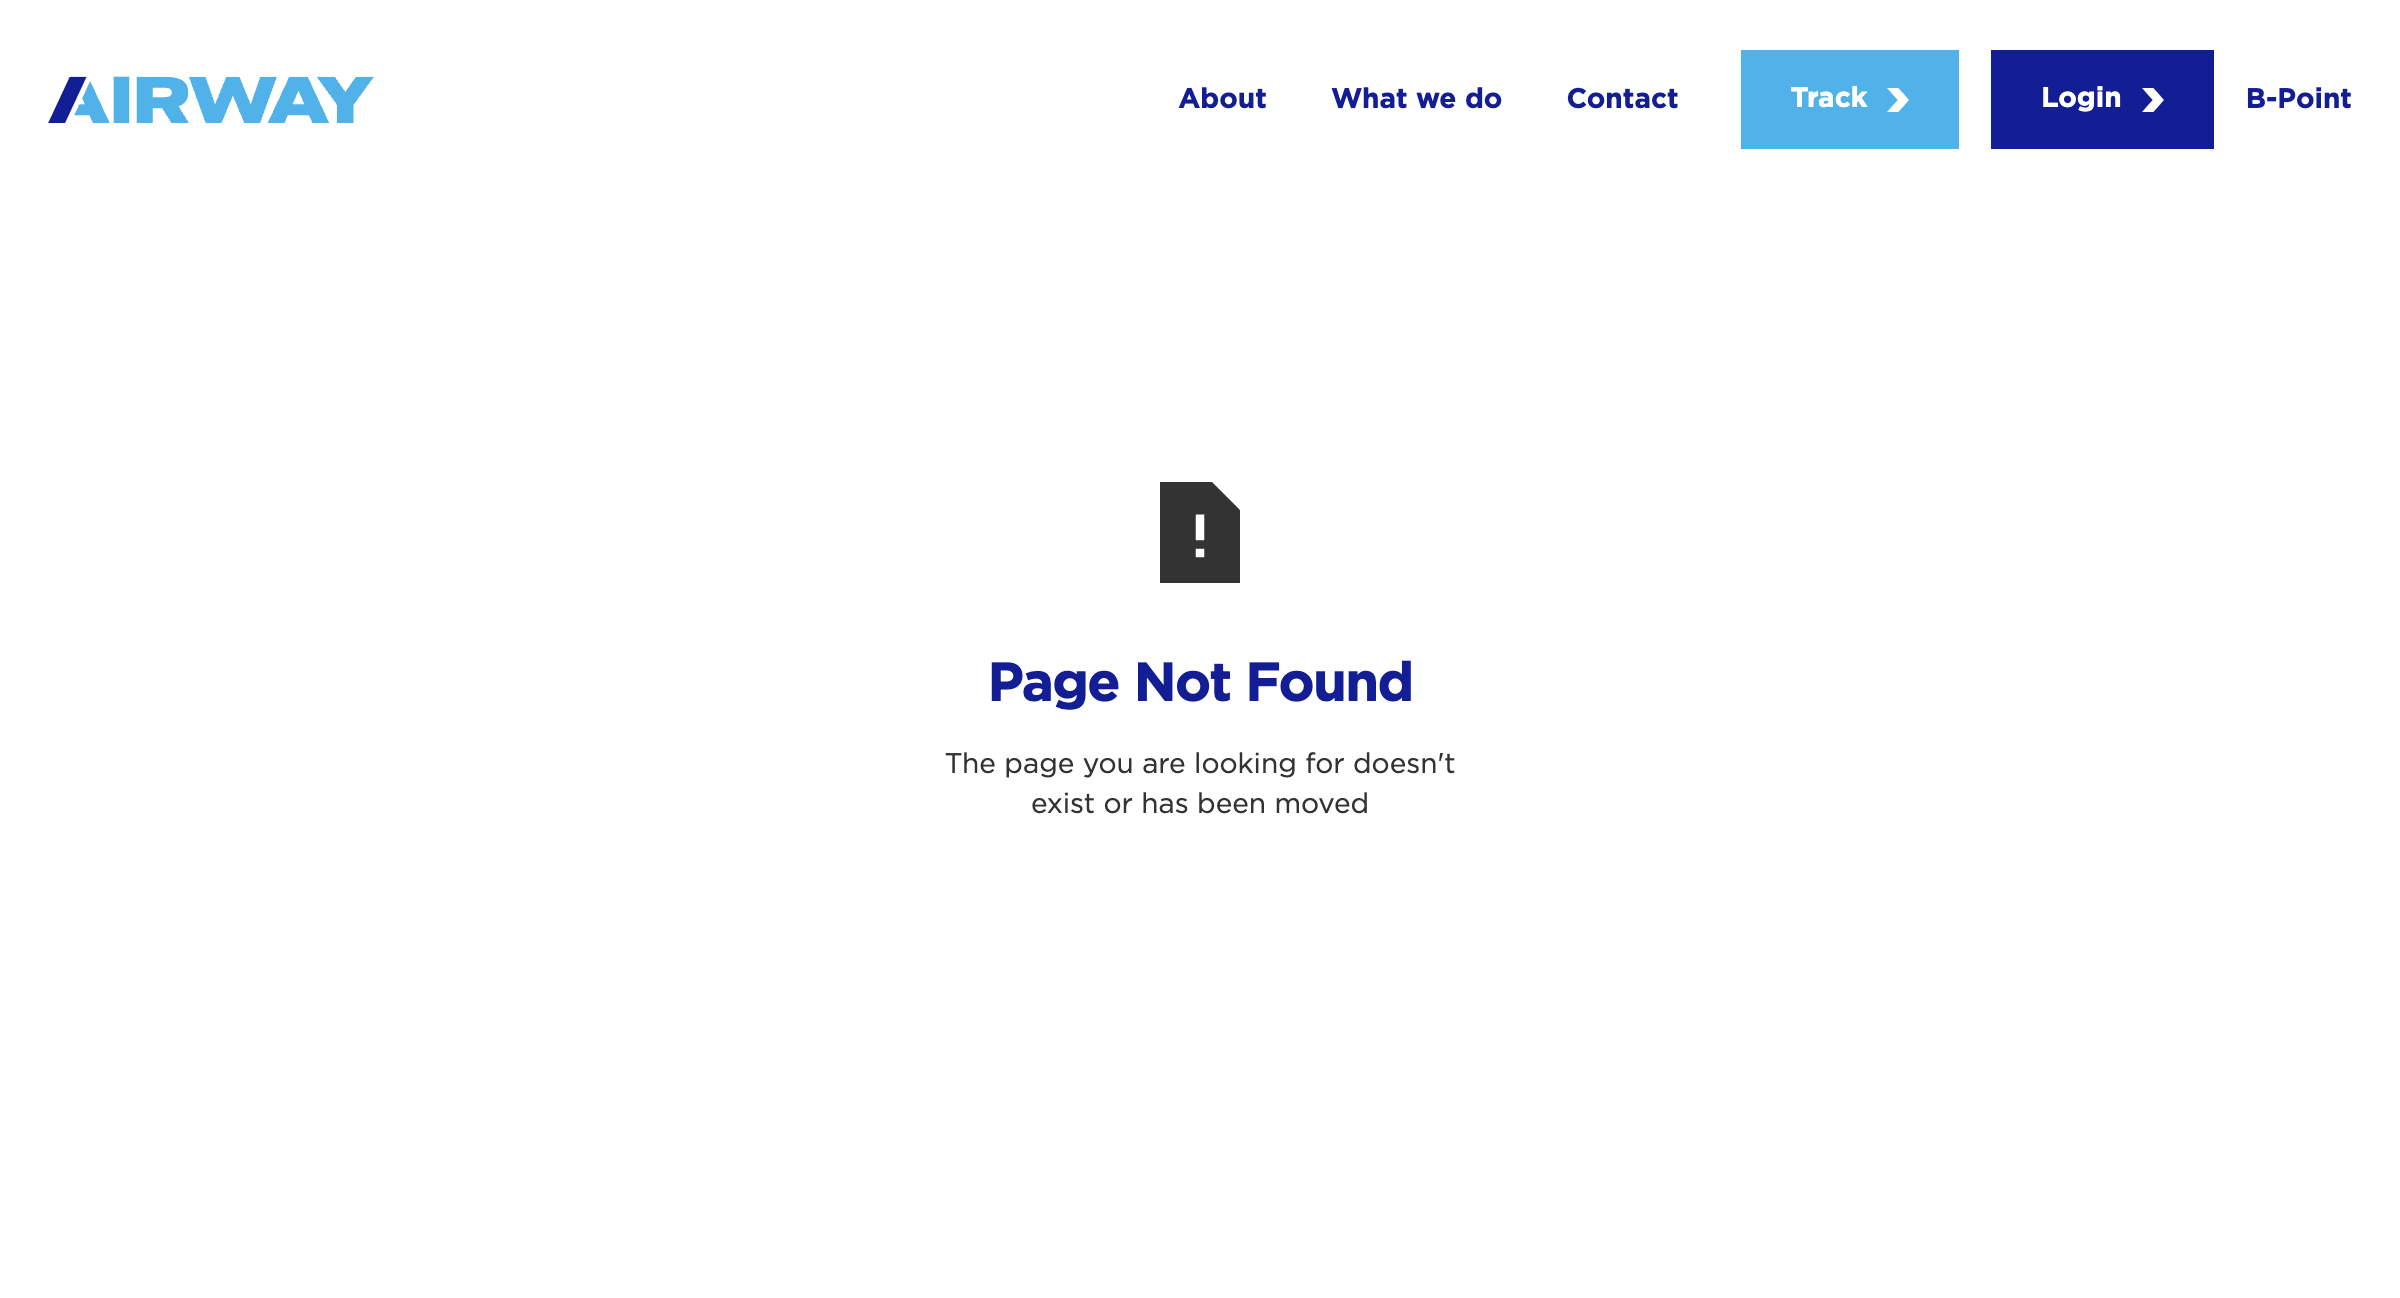 AIRWAY
About
What we do
Contact
Track
Login
B-Point
Page Not Found
The page you are looking for doesn't
exist or has been moved